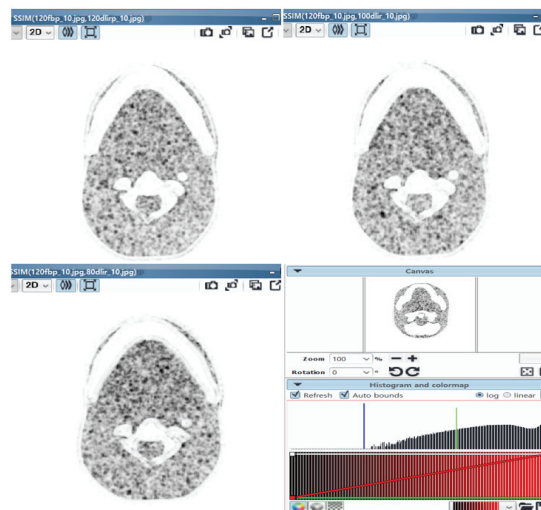 SSIM(120fbp_10.jpg,120dlirp_10.jpg)
2D
SSIM(120fbp_10.jpg,100dlir_10.jpg)
2D
SSIM(120fbp_10.jpg,80dlir_10.jpg)
2D
Canvas
Zoom 100 %
Rotation 0 °
Histogram and colormap
Refresh Auto bounds log linear